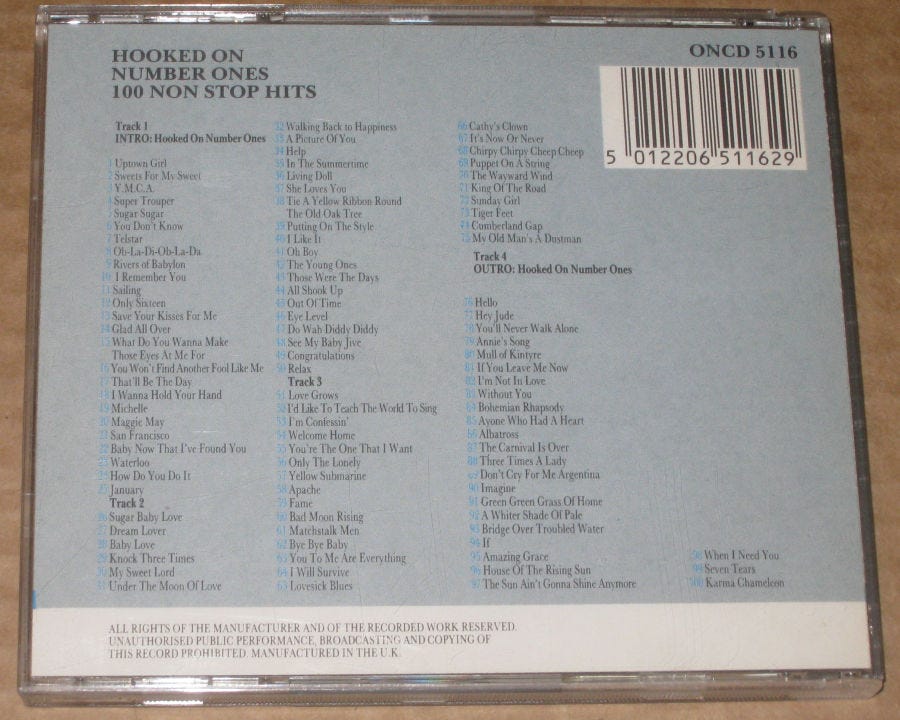 HOOKED ON
NUMBER ONES
100 NON STOP HITS
ONCD 5116
5 012206 511629
Track 1
INTRO: Hooked On Number Ones
1 Uptown Girl
2 Sweets For My Sweet
3 Y.M.C.A.
4 Super Trouper
5 Sugar Sugar
6 You Don't Know
7 Telstar
8 Ob-La-Di-Ob-La-Da
9 Rivers of Babylon
10 I Remember You
11 Sailing
12 Only Sixteen
13 Save Your Kisses For Me
14 Glad All Over
15 What Do You Wanna Make
Those Eyes At Me For
16 You Won't Find Another Fool Like Me
17 That'll Be The Day
18 I Wanna Hold Your Hand
19 Michelle
20 Maggie May
21 San Francisco
22 Baby Now That I've Found You
23 Waterloo
24 How Do You Do It
25 January
Track 2
26 Sugar Baby Love
27 Dream Lover
28 Baby Love
29 Knock Three Times
30 My Sweet Lord
31 Under The Moon Of Love
32 Walking Back to Happiness
33 A Picture Of You
34 Help
35 In The Summertime
36 Living Doll
37 She Loves You
38 Tie A Yellow Ribbon Round
The Old Oak Tree
39 Putting On The Style
40 I Like It
41 Oh Boy
42 The Young Ones
43 Those Were The Days
44 All Shook Up
45 Out Of Time
46 Eye Level
47 Do Wah Diddy Diddy
48 See My Baby Jive
49 Congratulations
50 Relax
Track 3
51 Love Grows
52 I'd Like To Teach The World To Sing
53 I'm Confessin'
54 Welcome Home
55 You're The One That I Want
56 Only The Lonely
57 Yellow Submarine
58 Apache
59 Fame
60 Bad Moon Rising
61 Matchstalk Men
62 Bye Bye Baby
63 You To Me Are Everything
64 I Will Survive
65 Lovesick Blues
66 Cathy's Clown
67 It's Now Or Never
68 Chirpy Chirpy Cheep Cheep
69 Puppet On A String
70 The Wayward Wind
71 King Of The Road
72 Sunday Girl
73 Tiger Feet
74 Cumberland Gap
75 My Old Man's A Dustman
Track 4
OUTRO: Hooked On Number Ones
76 Hello
77 Hey Jude
78 You'll Never Walk Alone
79 Annie's Song
80 Mull of Kintyre
81 If You Leave Me Now
82 I'm Not In Love
83 Without You
84 Bohemian Rhapsody
85 Ayone Who Had A Heart
86 Albatross
87 The Carnival Is Over
88 Three Times A Lady
89 Don't Cry For Me Argentina
90 Imagine
91 Green Green Grass Of Home
92 A Whiter Shade Of Pale
93 Bridge Over Troubled Water
94 If
95 Amazing Grace
96 House Of The Rising Sun
97 The Sun Ain't Gonna Shine Anymore
98 When I Need You
99 Seven Tears
100 Karma Chameleon
ALL RIGHTS OF THE MANUFACTURER AND OF THE RECORDED WORK RESERVED.
UNAUTHORISED PUBLIC PERFORMANCE, BROADCASTING AND COPYING OF
THIS RECORD PROHIBITED. MANUFACTURED IN THE U.K.